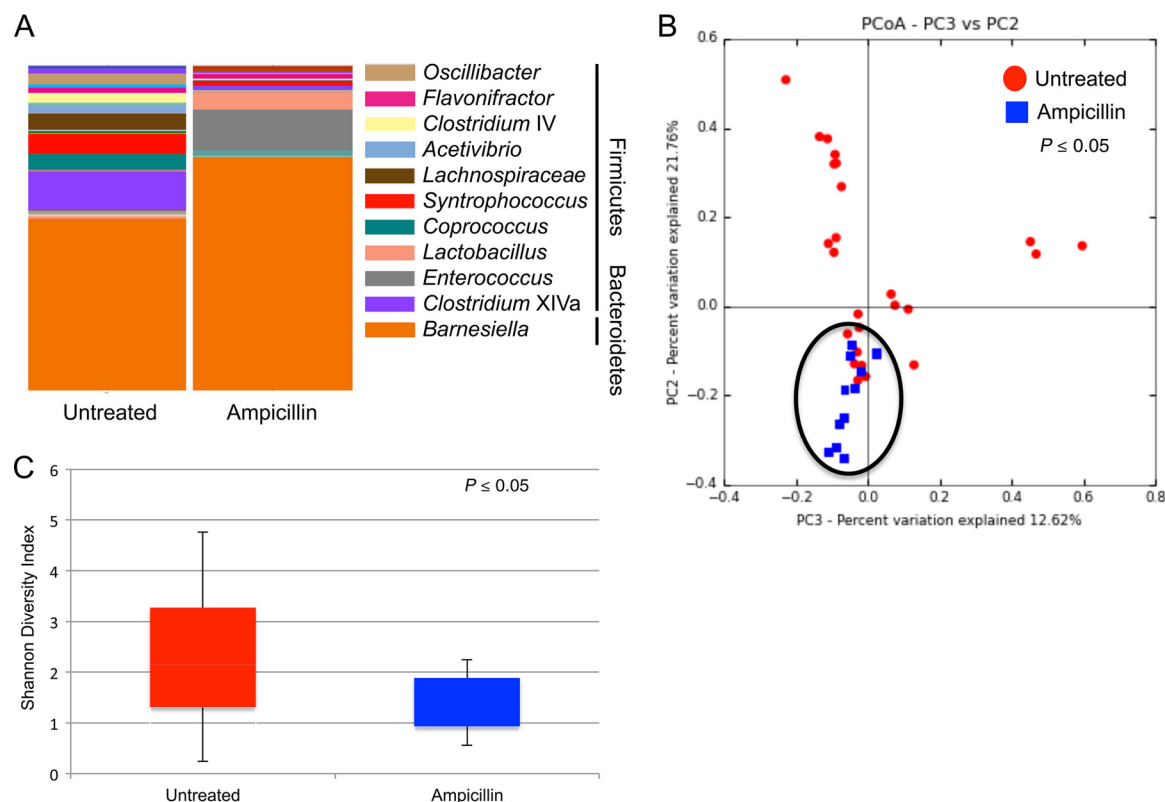 A
Oscillibacter
Flavonifractor
Clostridium IV
Acetivibrio
Lachnospiraceae
Syntrophococcus
Coprococcus
Lactobacillus
Enterococcus
Clostridium XIVa
Barnesiella
Firmicutes
Bacteroidetes
Untreated
Ampicillin
B
PCoA - PC3 vs PC2
Untreated
Ampicillin
P ≤ 0.05
PC2 - Percent variation explained 21.76%
0.6
0.4
0.2
0.0
−0.2
−0.4
−0.4
−0.2
0.0
0.2
0.4
0.6
0.8
PC3 - Percent variation explained 12.62%
C
P ≤ 0.05
Shannon Diversity Index
6
5
4
3
2
1
0
Untreated
Ampicillin